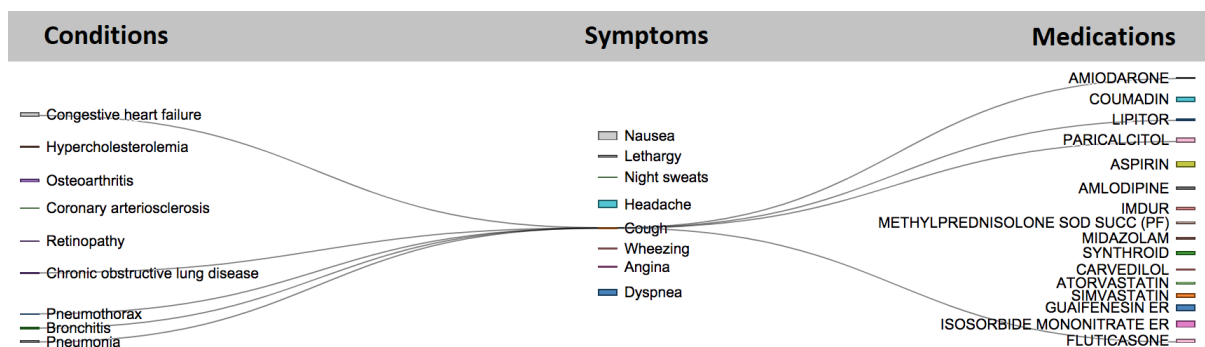 Conditions
Symptoms
Medications
Congestive heart failure
Hypercholesterolemia
Osteoarthritis
Coronary arteriosclerosis
Retinopathy
Chronic obstructive lung disease
Pneumothorax
Bronchitis
Pneumonia
Nausea
Lethargy
Night sweats
Headache
Cough
Wheezing
Angina
Dyspnea
AMIODARONE
COUMADIN
LIPITOR
PARICALCITOL
ASPIRIN
AMLODIPINE
IMDUR
METHYLPREDNISOLONE SOD SUCC (PF)
MIDAZOLAM
SYNTHROID
CARVEDILOL
ATORVASTATIN
SIMVASTATIN
GUAIFENESIN ER
ISOSORBIDE MONONITRATE ER
FLUTICASONE